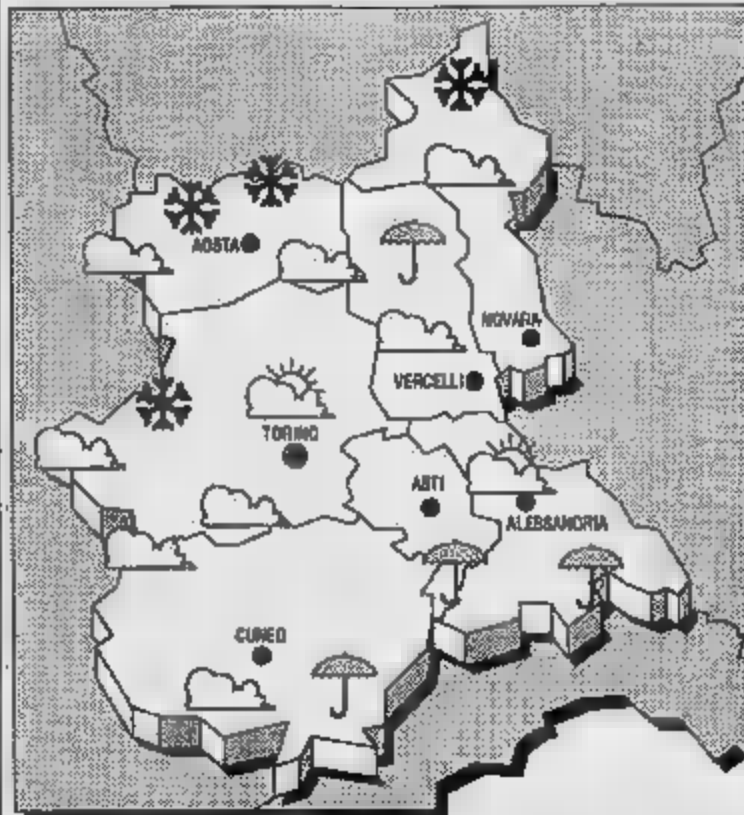 AOSTA
NOVARA
VERCELLI
TORINO
ASTI
ALESSANDRIA
CUNEO